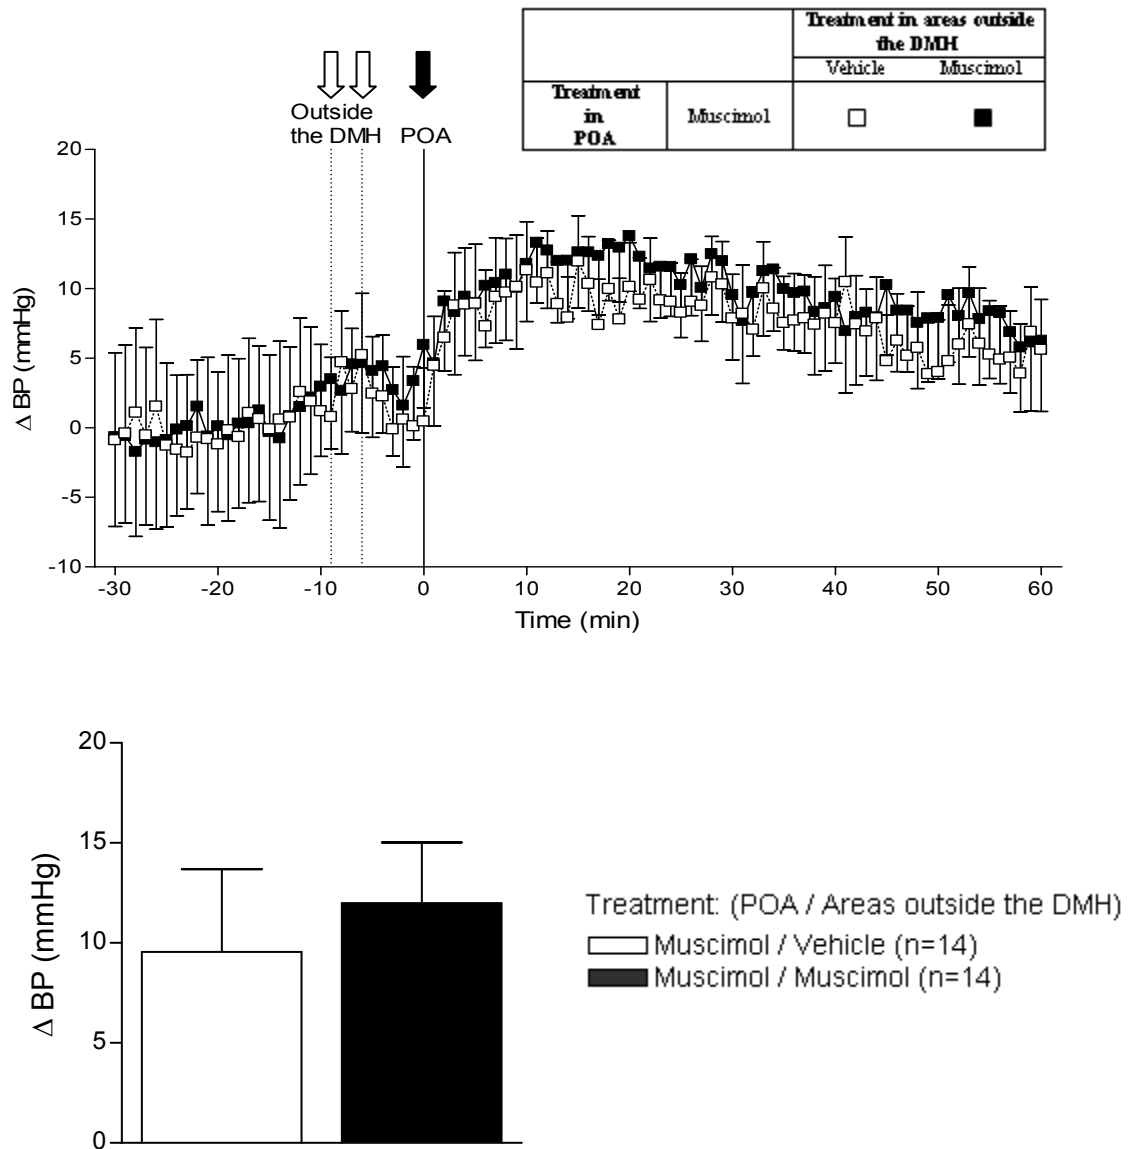 Treatment in areas outside
the DMH
Vehicle Muscimol
Treatment
in
POA
Muscimol
Outside
the DMH
POA
20
15
10
5
0
-5
-10
Δ BP (mmHg)
-30 -20 -10 0 10 20 30 40 50 60
Time (min)
20
15
10
5
0
Δ BP (mmHg)
Treatment: (POA / Areas outside the DMH)
Muscimol / Vehicle (n=14)
Muscimol / Muscimol (n=14)